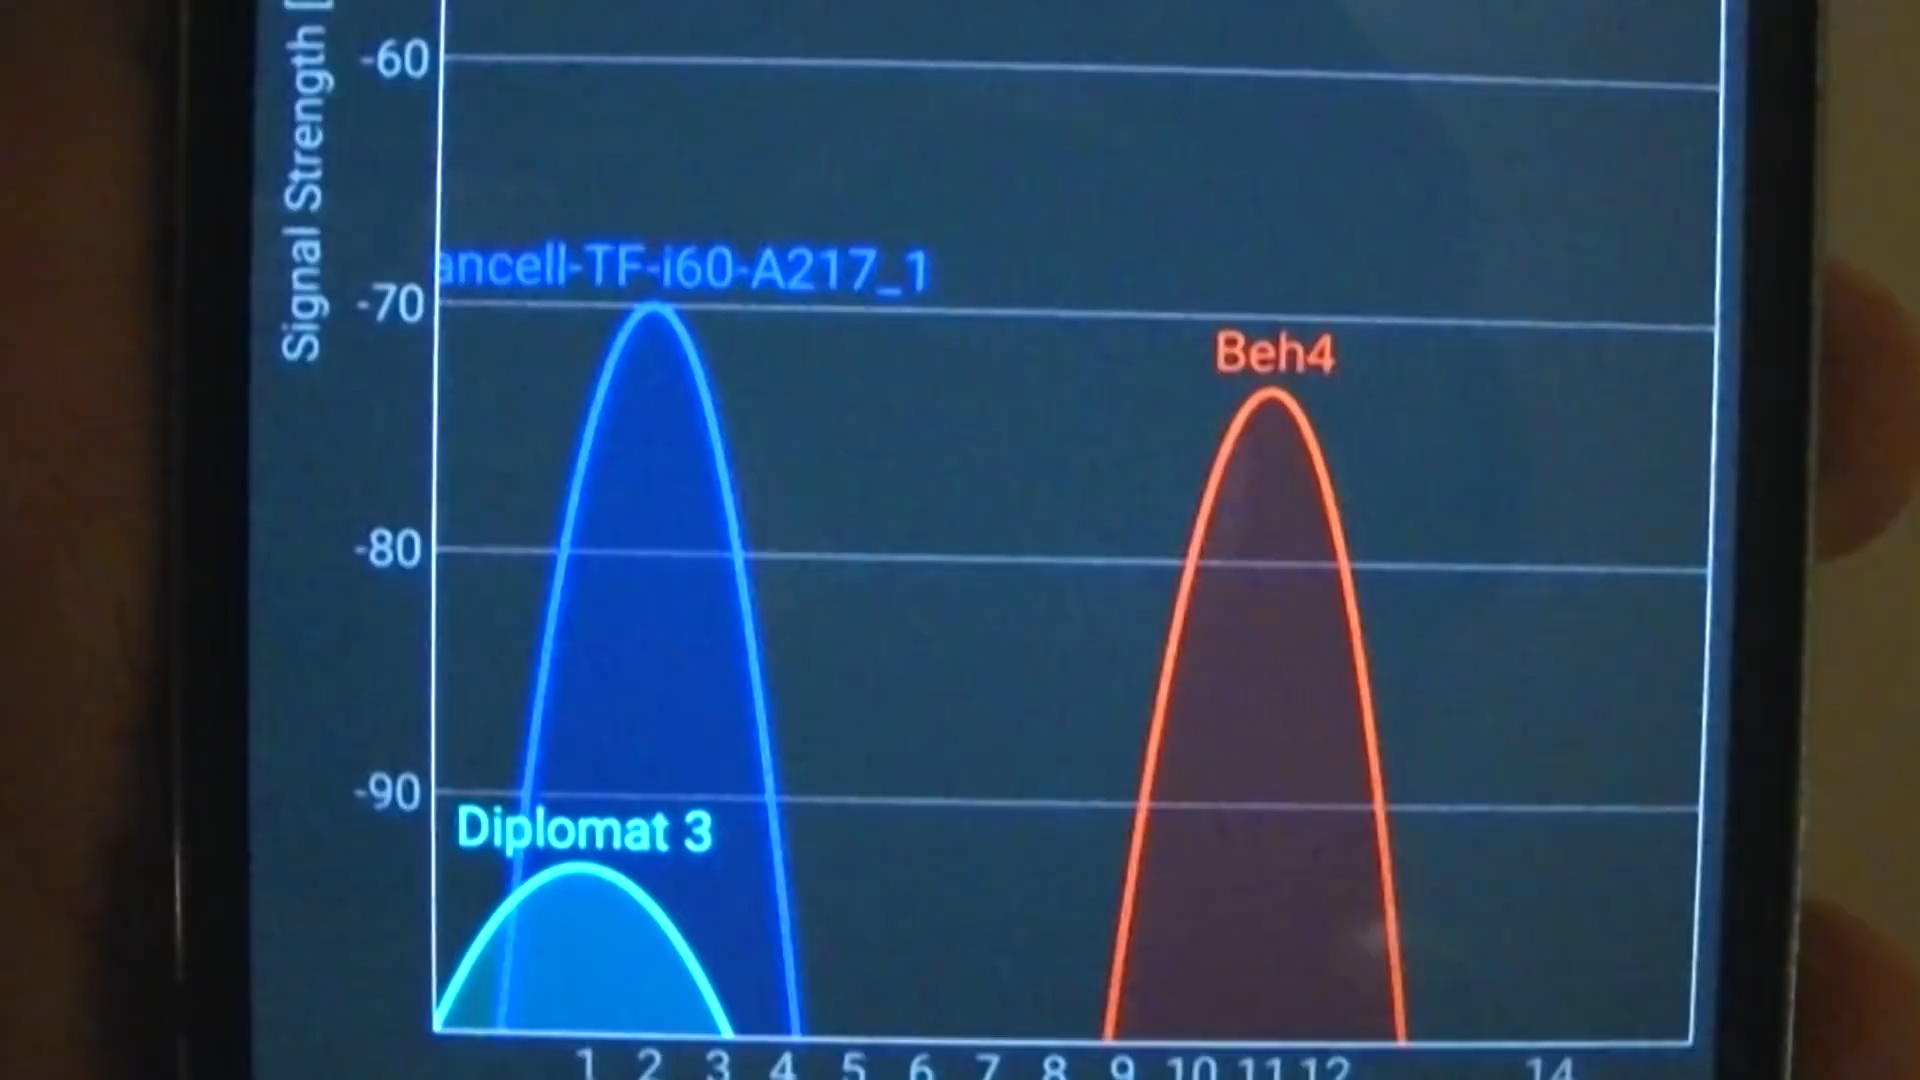 Signal Strength [
-60
ancell-TF-i60-A217_1
-70
Beh4
-80
-90
Diplomat 3
1 2 3 4 5 6 7 8 9 10 11 12 14